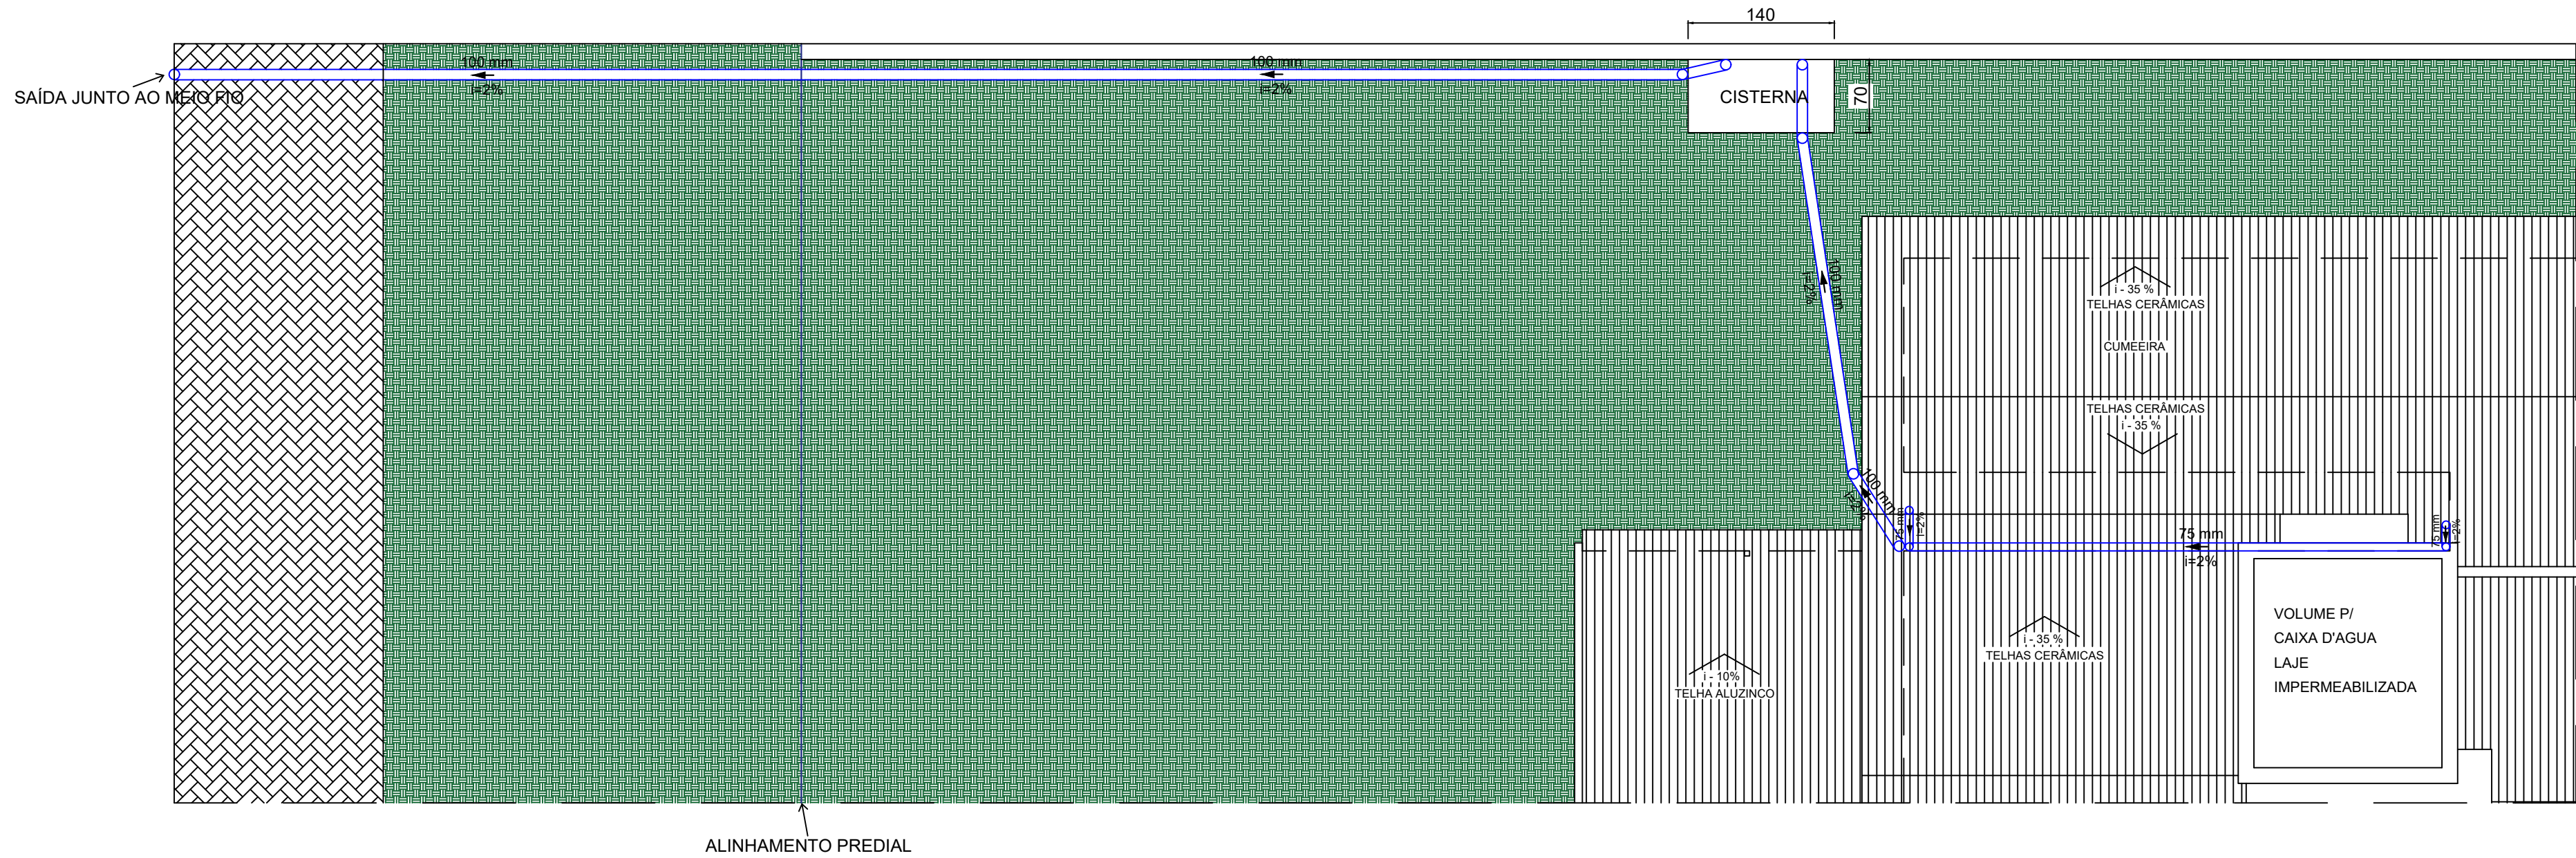 140
100 mm
i=2%
100 mm
i=2%
SAÍDA JUNTO AO MEIO FIO
CISTERNA
70
100 mm
i=2%
i - 35 %
TELHAS CERÂMICAS
CUMEEIRA
TELHAS CERÂMICAS
i - 35 %
100 mm
i=2%
75 mm
i=2%
75 mm
i=2%
75 mm
i=2%
VOLUME P/
CAIXA D'AGUA
LAJE
IMPERMEABILIZADA
i - 35 %
TELHAS CERÂMICAS
i - 10%
TELHA ALUZINCO
ALINHAMENTO PREDIAL